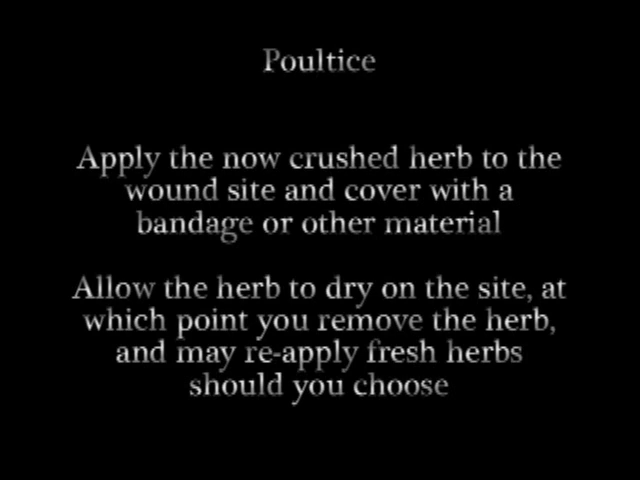 Poultice
Apply the now crushed herb to the
wound site and cover with a
bandage or other material
Allow the herb to dry on the site, at
which point you remove the herb,
and may re-apply fresh herbs
should you choose